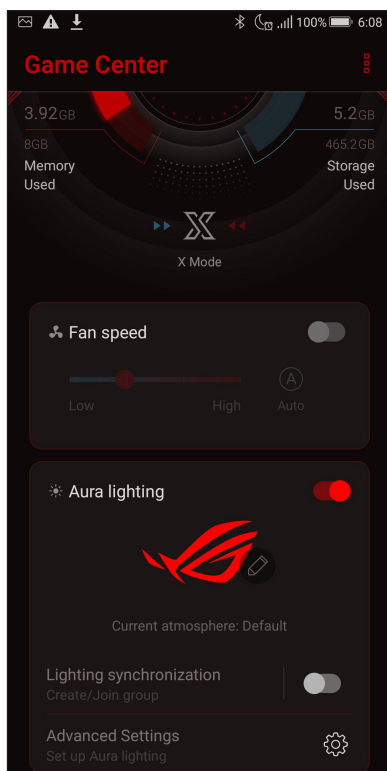 100% 6:08
Game Center
3.92GB 5.2GB
8GB 465.2GB
Memory Storage
Used Used
X Mode
Fan speed
A
Low High Auto
Aura lighting
Current atmosphere: Default
Lighting synchronization
Create/Join group
Advanced Settings
Set up Aura lighting